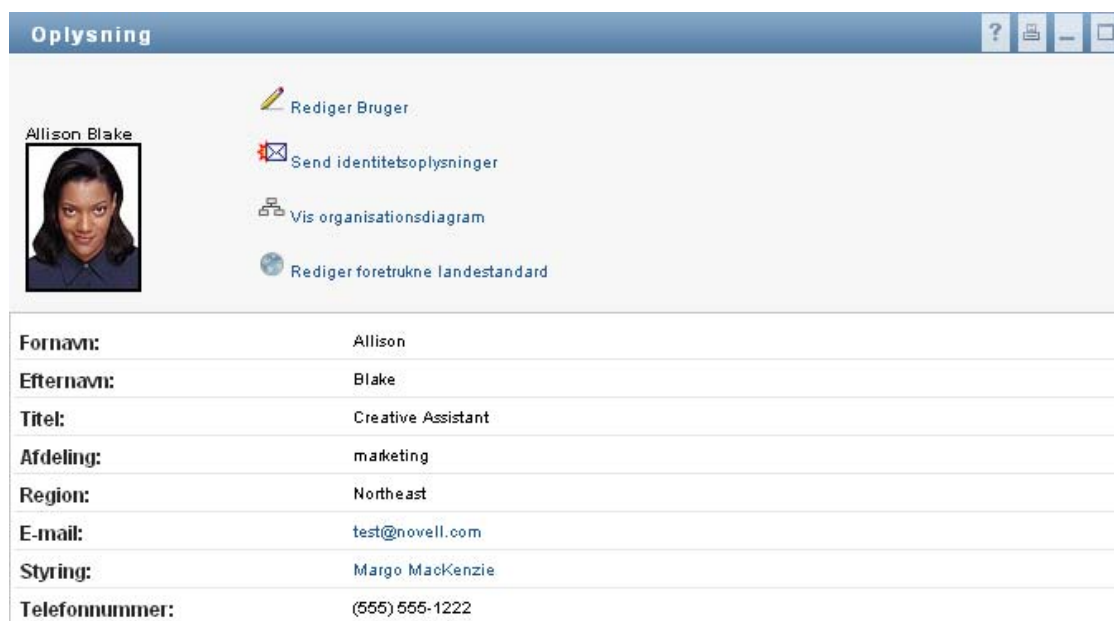 Oplysning
?
Rediger Bruger
Allison Blake
Send identitetsoplysninger
Vis organisationsdiagram
Rediger foretrukne landestandard
Fornavn: Allison
Efternavn: Blake
Titel: Creative Assistant
Afdeling: marketing
Region: Northeast
E-mail: test@novell.com
Styring: Margo MacKenzie
Telefonnummer: (555) 555-1222